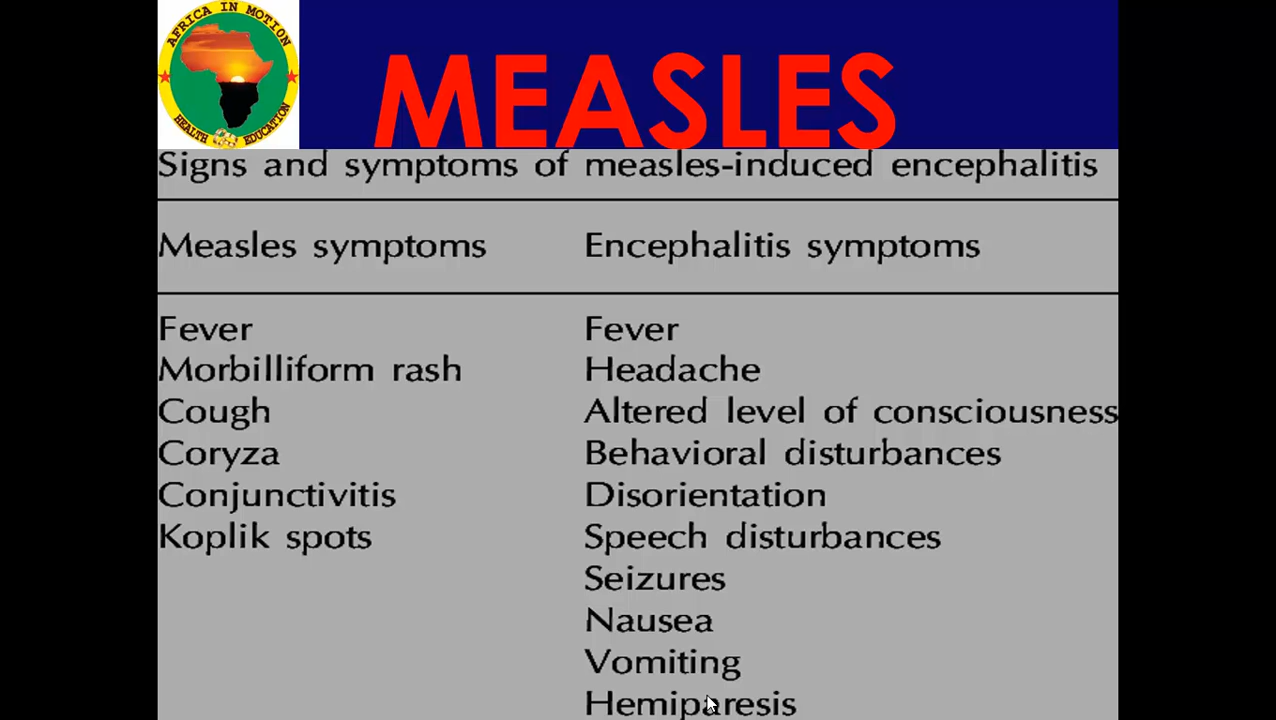 AFRICA IN MOTION
HEALTH EDUCATION
MEASLES
Signs and symptoms of measles-induced encephalitis
Measles symptoms Encephalitis symptoms
Fever Fever
Morbilliform rash Headache
Cough Altered level of consciousness
Coryza Behavioral disturbances
Conjunctivitis Disorientation
Koplik spots Speech disturbances
Seizures
Nausea
Vomiting
Hemiparesis